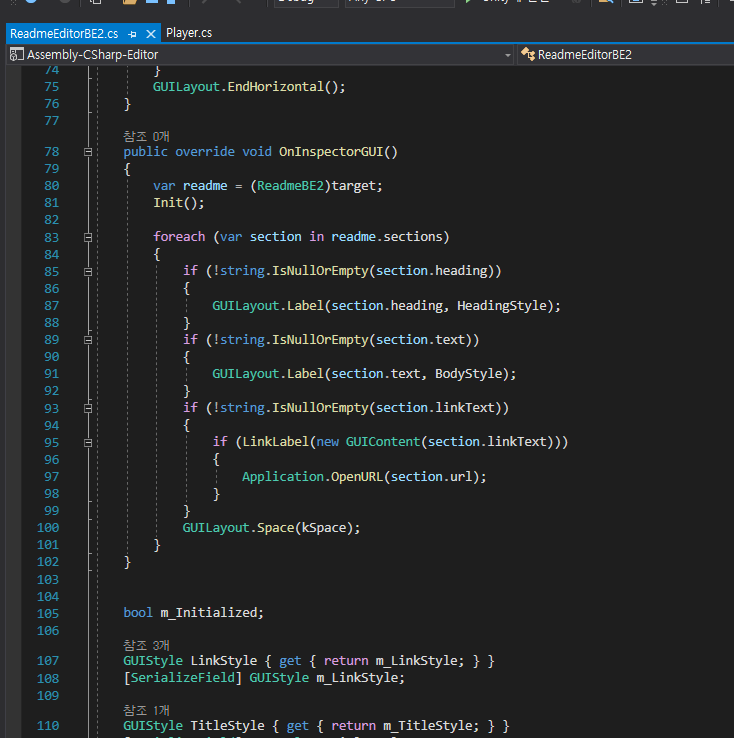 ReadmeEditorBE2.cs Player.cs
Assembly-CSharp-Editor ReadmeEditorBE2
74 }
75 GUILayout.EndHorizontal();
76 }
77
참조 0개
78 public override void OnInspectorGUI()
79 {
80 var readme = (ReadmeBE2)target;
81 Init();
82
83 foreach (var section in readme.sections)
84 {
85 if (!string.IsNullOrEmpty(section.heading))
86 {
87 GUILayout.Label(section.heading, HeadingStyle);
88 }
89 if (!string.IsNullOrEmpty(section.text))
90 {
91 GUILayout.Label(section.text, BodyStyle);
92 }
93 if (!string.IsNullOrEmpty(section.linkText))
94 {
95 if (LinkLabel(new GUIContent(section.linkText)))
96 {
97 Application.OpenURL(section.url);
98 }
99 }
100 GUILayout.Space(kSpace);
101 }
102 }
103
104
105 bool m_Initialized;
106
참조 3개
107 GUIStyle LinkStyle { get { return m_LinkStyle; } }
108 [SerializeField] GUIStyle m_LinkStyle;
109
참조 1개
110 GUIStyle TitleStyle { get { return m_TitleStyle; } }